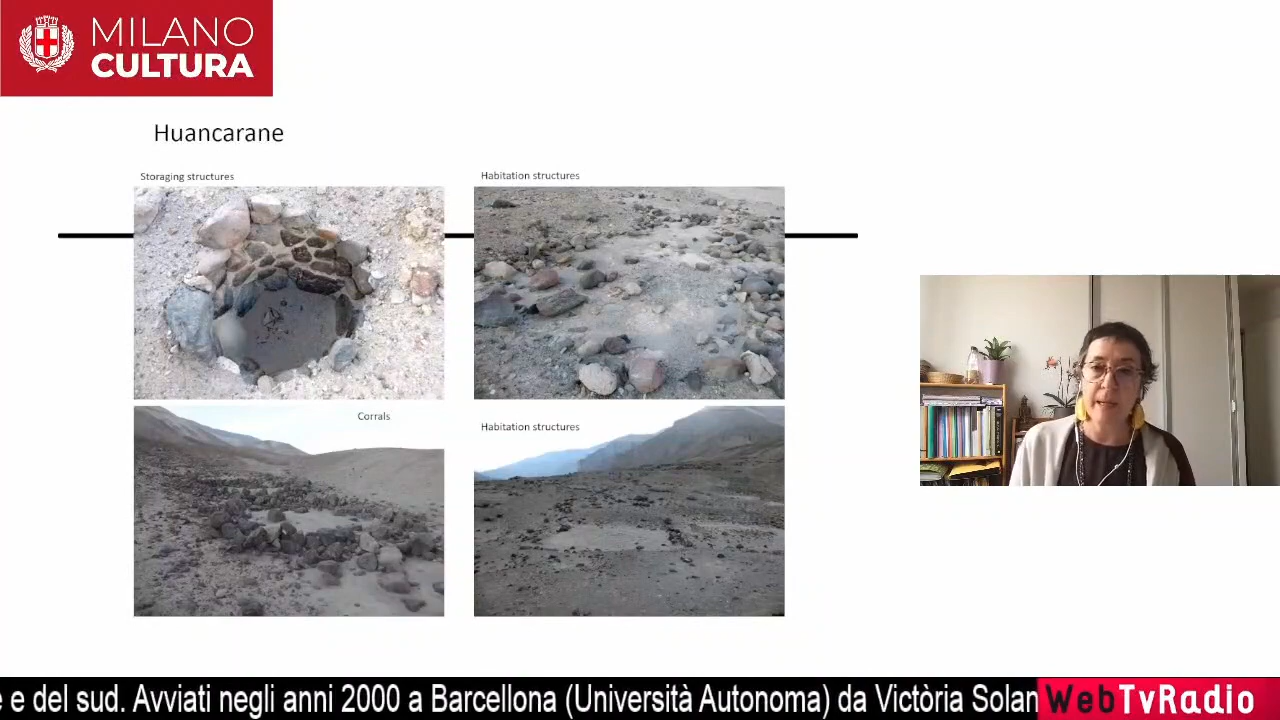 MILANO
CULTURA
Huancarane
Storaging structures
Habitation structures
Corrals
Habitation structures
e e del sud. Avviati negli anni 2000 a Barcellona (Università Autonoma) da Victòria Solan
WebTvRadio